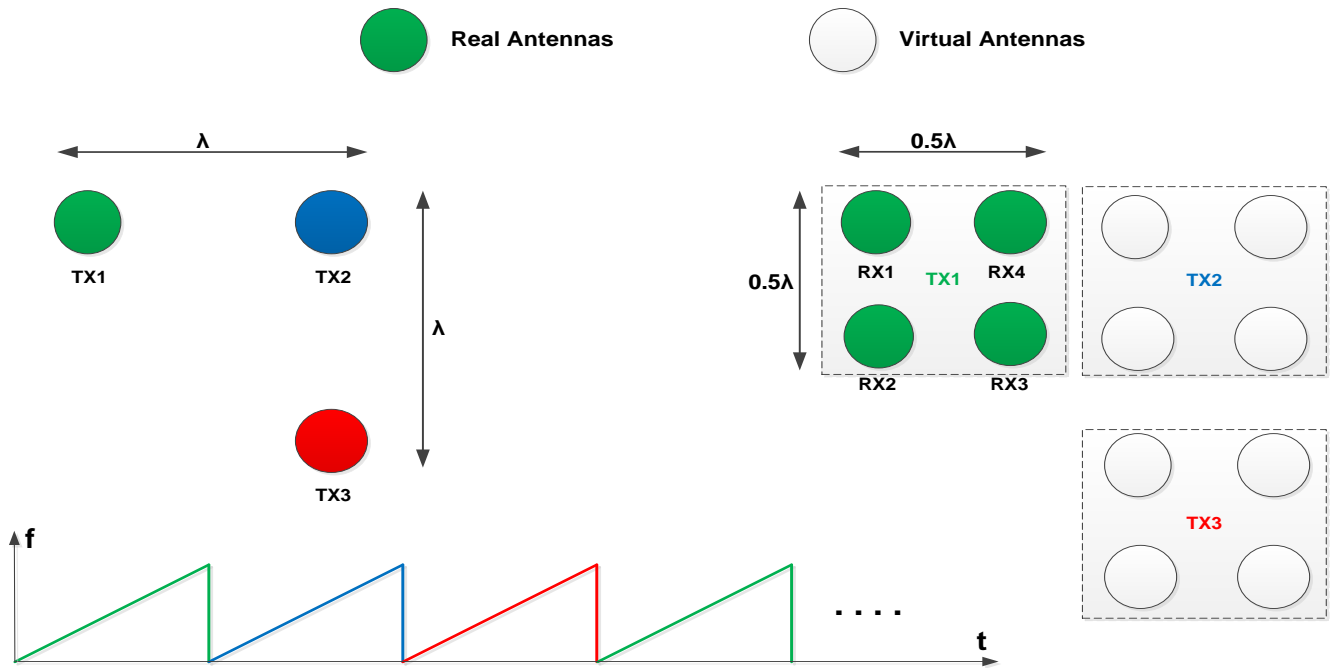 Real Antennas
Virtual Antennas
λ
0.5λ
TX1
TX2
λ
TX3
0.5λ
RX1
RX4
TX1
RX2
RX3
TX2
TX3
f
. . . .
t